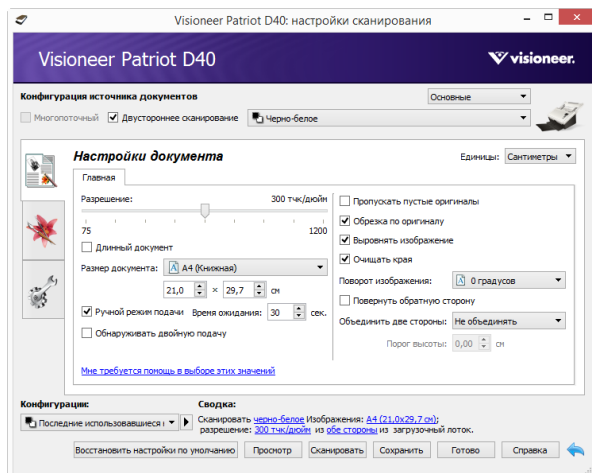 Visioneer Patriot D40: настройки сканирования
Visioneer Patriot D40
visioneer.
Конфигурация источника документов
Основные
Многопоточный
Двустороннее сканирование
Черно-белое
Настройки документа
Единицы: Сантиметры
Главная
Разрешение: 300 тчк/дюйм
75 1200
Длинный документ
Размер документа: A4 (Книжная)
21,0 × 29,7 см
Ручной режим подачи Время ожидания: 30 сек.
Обнаруживать двойную подачу
Мне требуется помощь в выборе этих значений
Пропускать пустые оригиналы
Обрезка по оригиналу
Выровнять изображение
Очищать края
Поворот изображения: 0 градусов
Повернуть обратную сторону
Объединить две стороны: Не объединять
Порог высоты: 0,00 см
Конфигурации:
Последние использовавшиеся
Сводка:
Сканировать черно-белое Изображения: A4 (21,0x29,7 см);
разрешение: 300 тчк/дюйм из обе стороны из загрузочный лоток.
Восстановить настройки по умолчанию
Просмотр
Сканировать
Сохранить
Готово
Справка